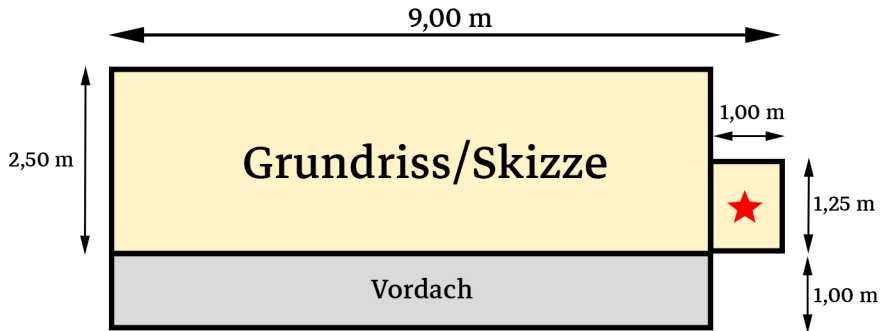 9,00 m
1,00 m
Grundriss/Skizze
2,50 m
1,25 m
Vordach
1,00 m